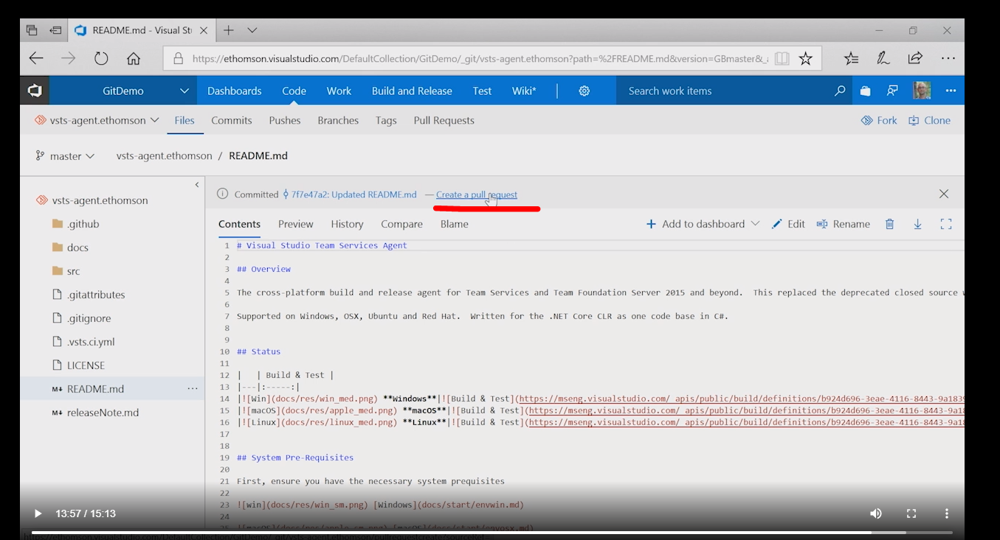 README.md - Visual St
https://ethomson.visualstudio.com/DefaultCollection/GitDemo/_git/vsts-agent.ethomson?path=%2FREADME.md&version=GBmaster&_a
GitDemo Dashboards Code Work Build and Release Test Wiki* Search work items
vsts-agent.ethomson Files Commits Pushes Branches Tags Pull Requests Fork Clone
master vsts-agent.ethomson / README.md
vsts-agent.ethomson
.github
docs
src
.gitattributes
.gitignore
.vsts.ci.yml
LICENSE
M↓ README.md ...
M↓ releaseNote.md
Committed 7f7e47a2: Updated README.md — Create a pull request
Contents Preview History Compare Blame + Add to dashboard Edit Rename
1 # Visual Studio Team Services Agent
2
3 ## Overview
4
5 The cross-platform build and release agent for Team Services and Team Foundation Server 2015 and beyond. This replaced the deprecated closed source
6
7 Supported on Windows, OSX, Ubuntu and Red Hat. Written for the .NET Core CLR as one code base in C#.
8
9
10 ## Status
11
12 | | Build & Test |
13 |---|:-----:|
14 |![Win](docs/res/win_med.png) **Windows**|![Build & Test](https://mseng.visualstudio.com/_apis/public/build/definitions/b924d696-3eae-4116-8443-9a1839
15 |![macOS](docs/res/apple_med.png) **macOS**|![Build & Test](https://mseng.visualstudio.com/_apis/public/build/definitions/b924d696-3eae-4116-8443-9a18
16 |![Linux](docs/res/linux_med.png) **Linux**|![Build & Test](https://mseng.visualstudio.com/_apis/public/build/definitions/b924d696-3eae-4116-8443-9a18
17
18
19 ## System Pre-Requisites
20
21 First, ensure you have the necessary system prequisites
22
23 ![win](docs/res/win_sm.png) [Windows](docs/start/envwin.md)
24
25 ![macOS](docs/res/apple_sm.png) [macOS](docs/start/envosx.md)
13:57 / 15:13